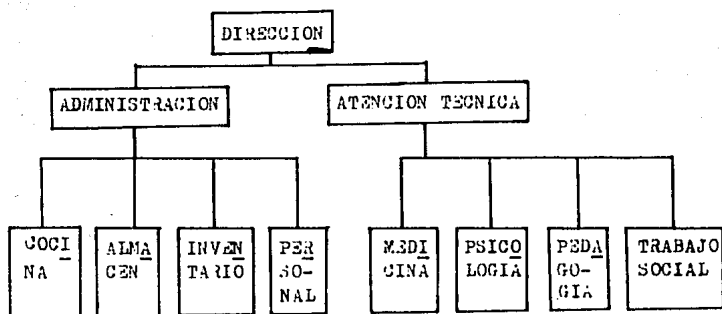 DIRECCION
ADMINISTRACION
ATENCION TECNICA
COCI
NA
ALMA
CEN
INVEN
TARIO
PER
SO-
NAL
MEDI
CINA
PSICO
LOGIA
PEDA
GO-
GIA
TRABAJO
SOCIAL